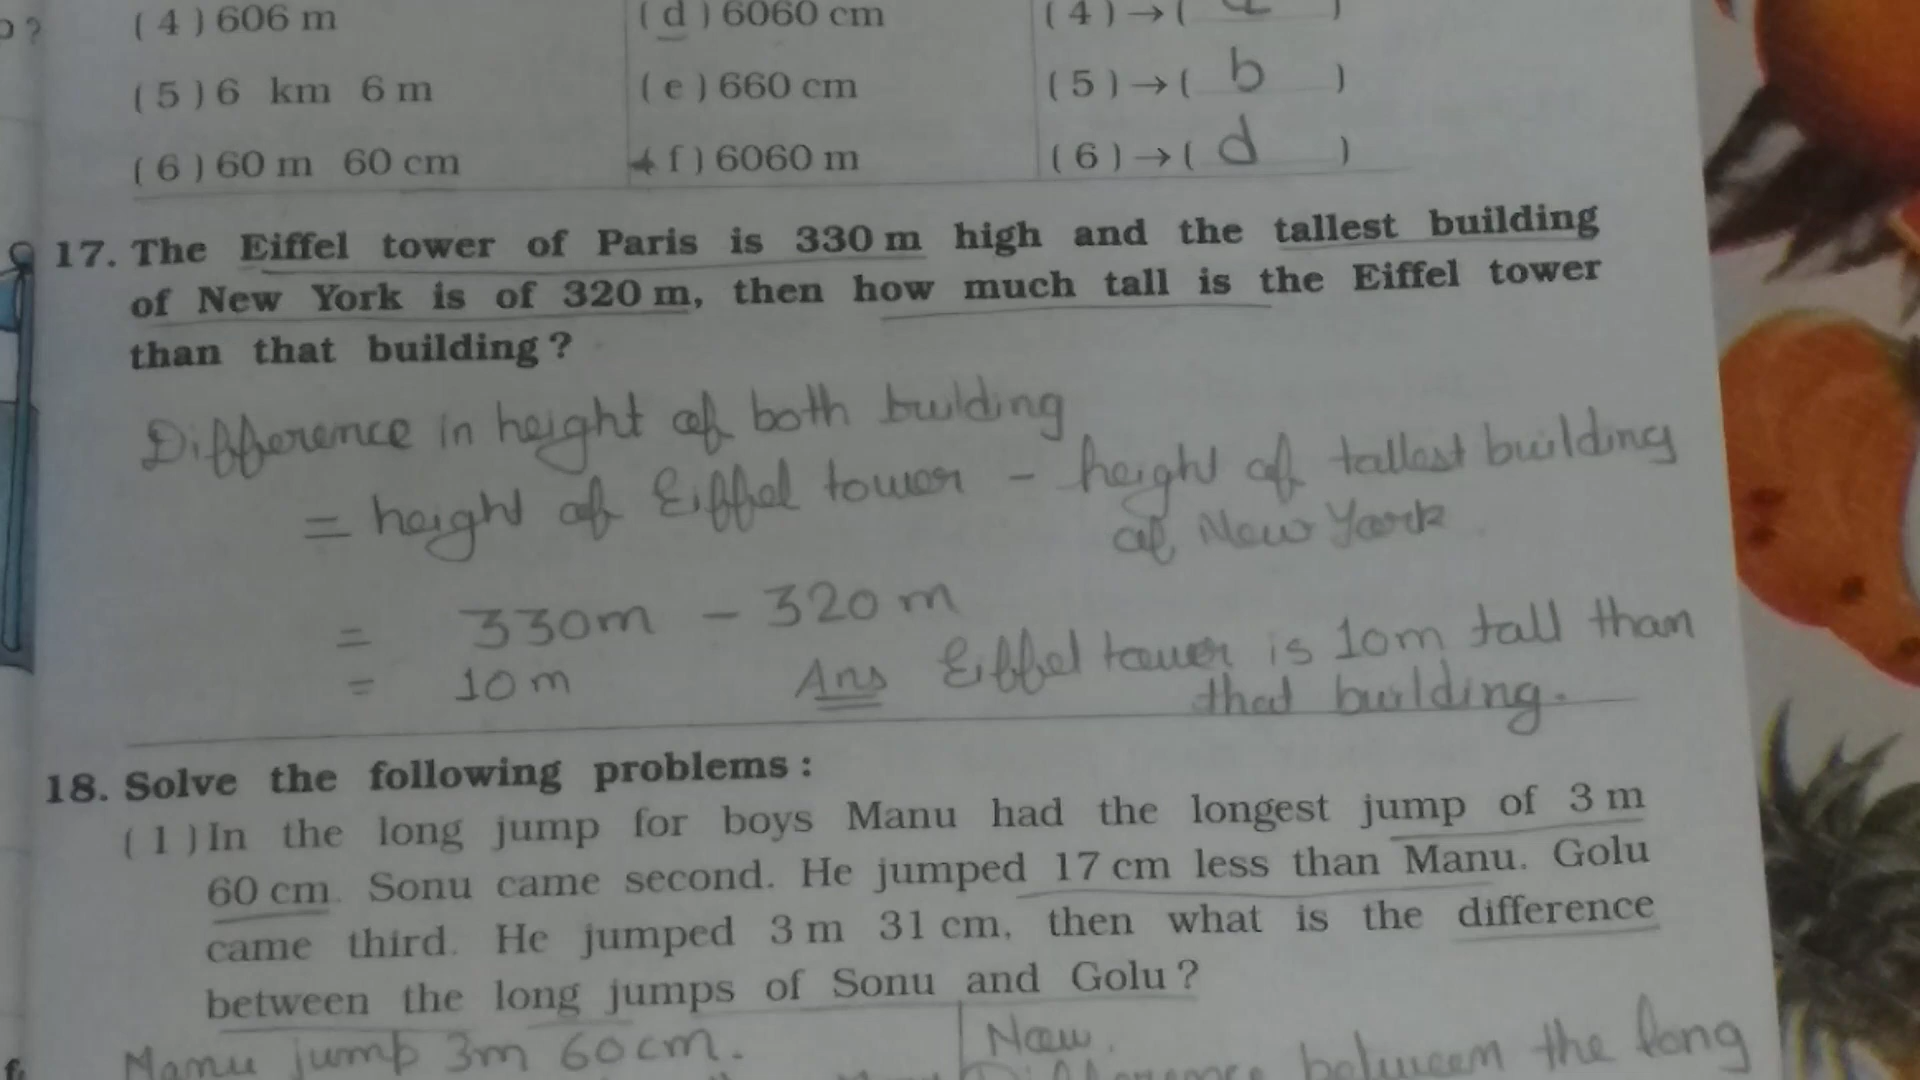 (4) 606 m (d) 6060 cm (4)→( )
(5) 6 km 6 m (e) 660 cm (5)→( b )
(6) 60 m 60 cm (f) 6060 m (6)→( d )
17. The Eiffel tower of Paris is 330 m high and the tallest building
of New York is of 320 m, then how much tall is the Eiffel tower
than that building?
Difference in height of both building
= height of Eiffel tower - height of tallest building
of New York
= 330m - 320 m
= 10 m Ans Eiffel tower is 10m tall than
that building.
18. Solve the following problems :
(1) In the long jump for boys Manu had the longest jump of 3 m
60 cm. Sonu came second. He jumped 17 cm less than Manu. Golu
came third. He jumped 3 m 31 cm, then what is the difference
between the long jumps of Sonu and Golu?
Manu jump 3m 60cm. Now.
Difference between the long